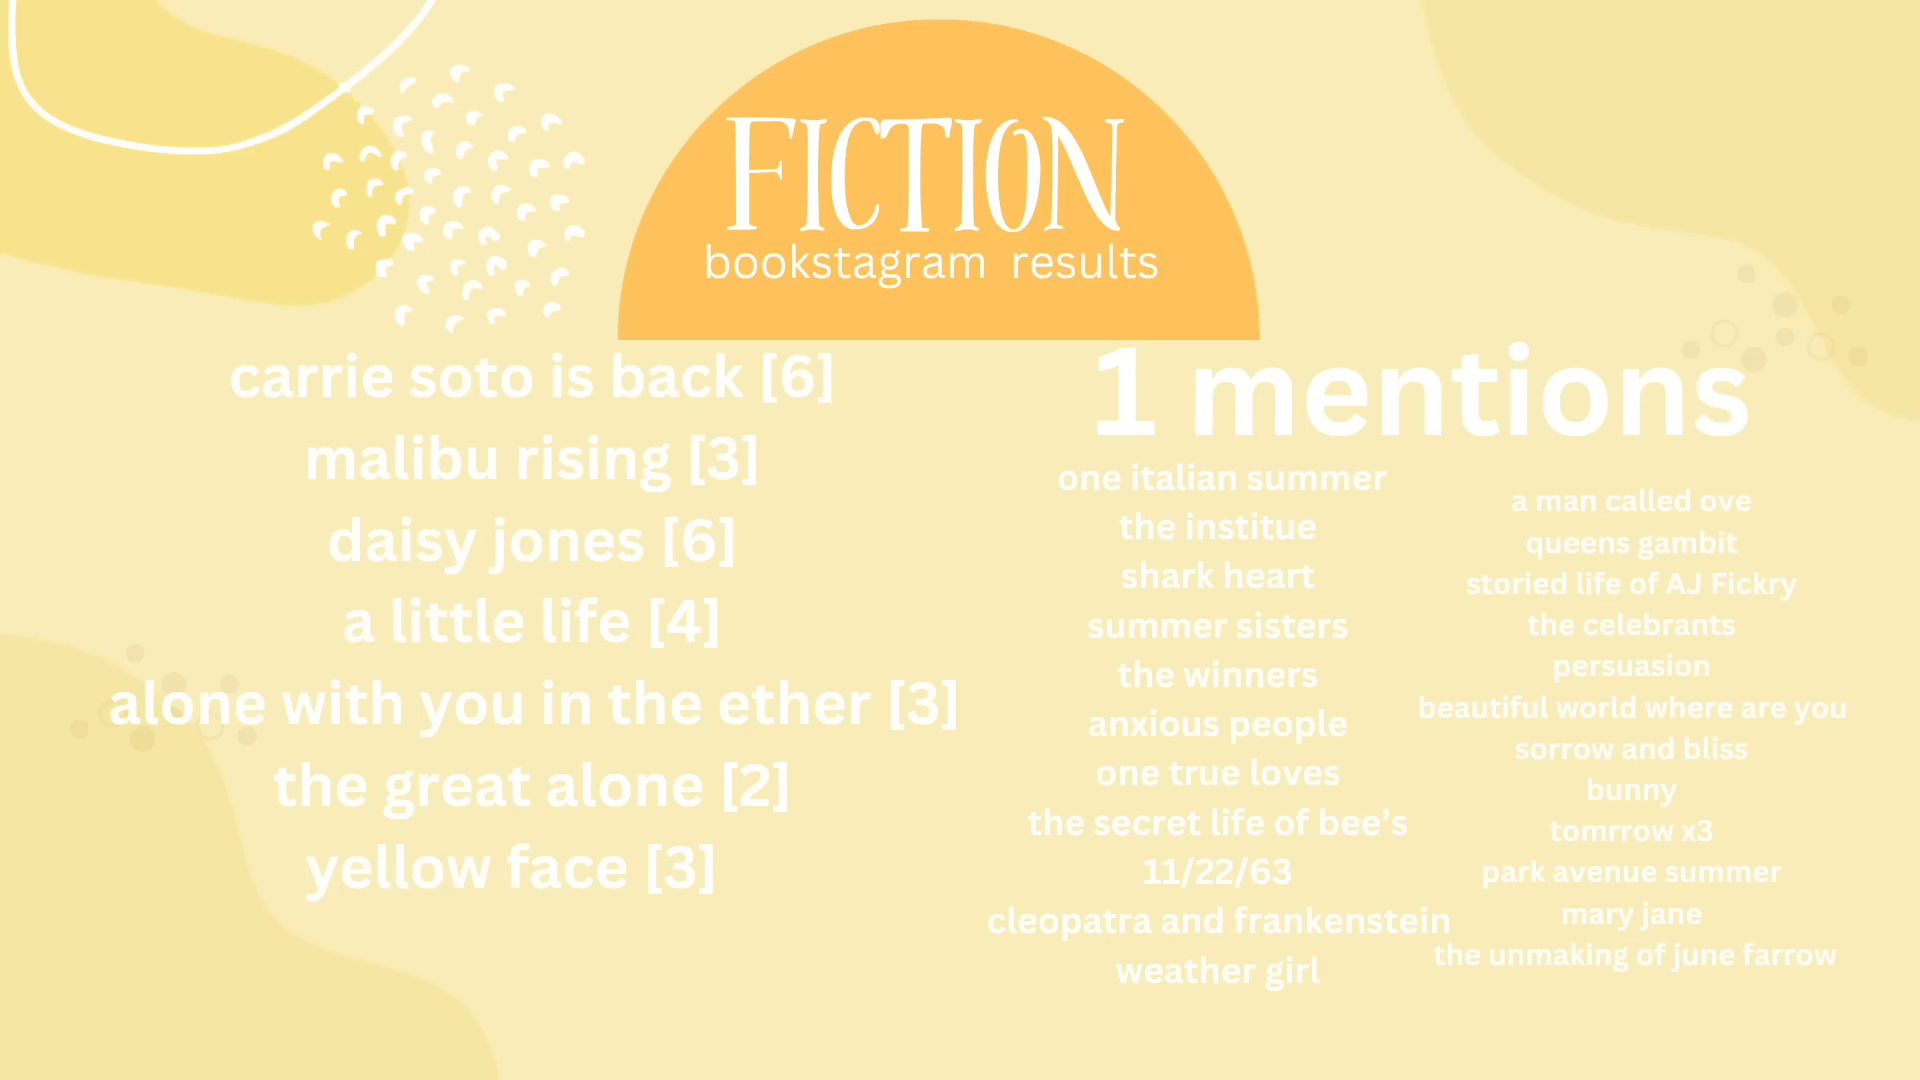 FICTION
bookstagram results
carrie soto is back [6]
malibu rising [3]
daisy jones [6]
a little life [4]
alone with you in the ether [3]
the great alone [2]
yellow face [3]
1 mentions
one italian summer
the institue
shark heart
summer sisters
the winners
anxious people
one true loves
the secret life of bee’s
11/22/63
cleopatra and frankenstein
weather girl
a man called ove
queens gambit
storied life of AJ Fickry
the celebrants
persuasion
beautiful world where are you
sorrow and bliss
bunny
tomrrow x3
park avenue summer
mary jane
the unmaking of june farrow